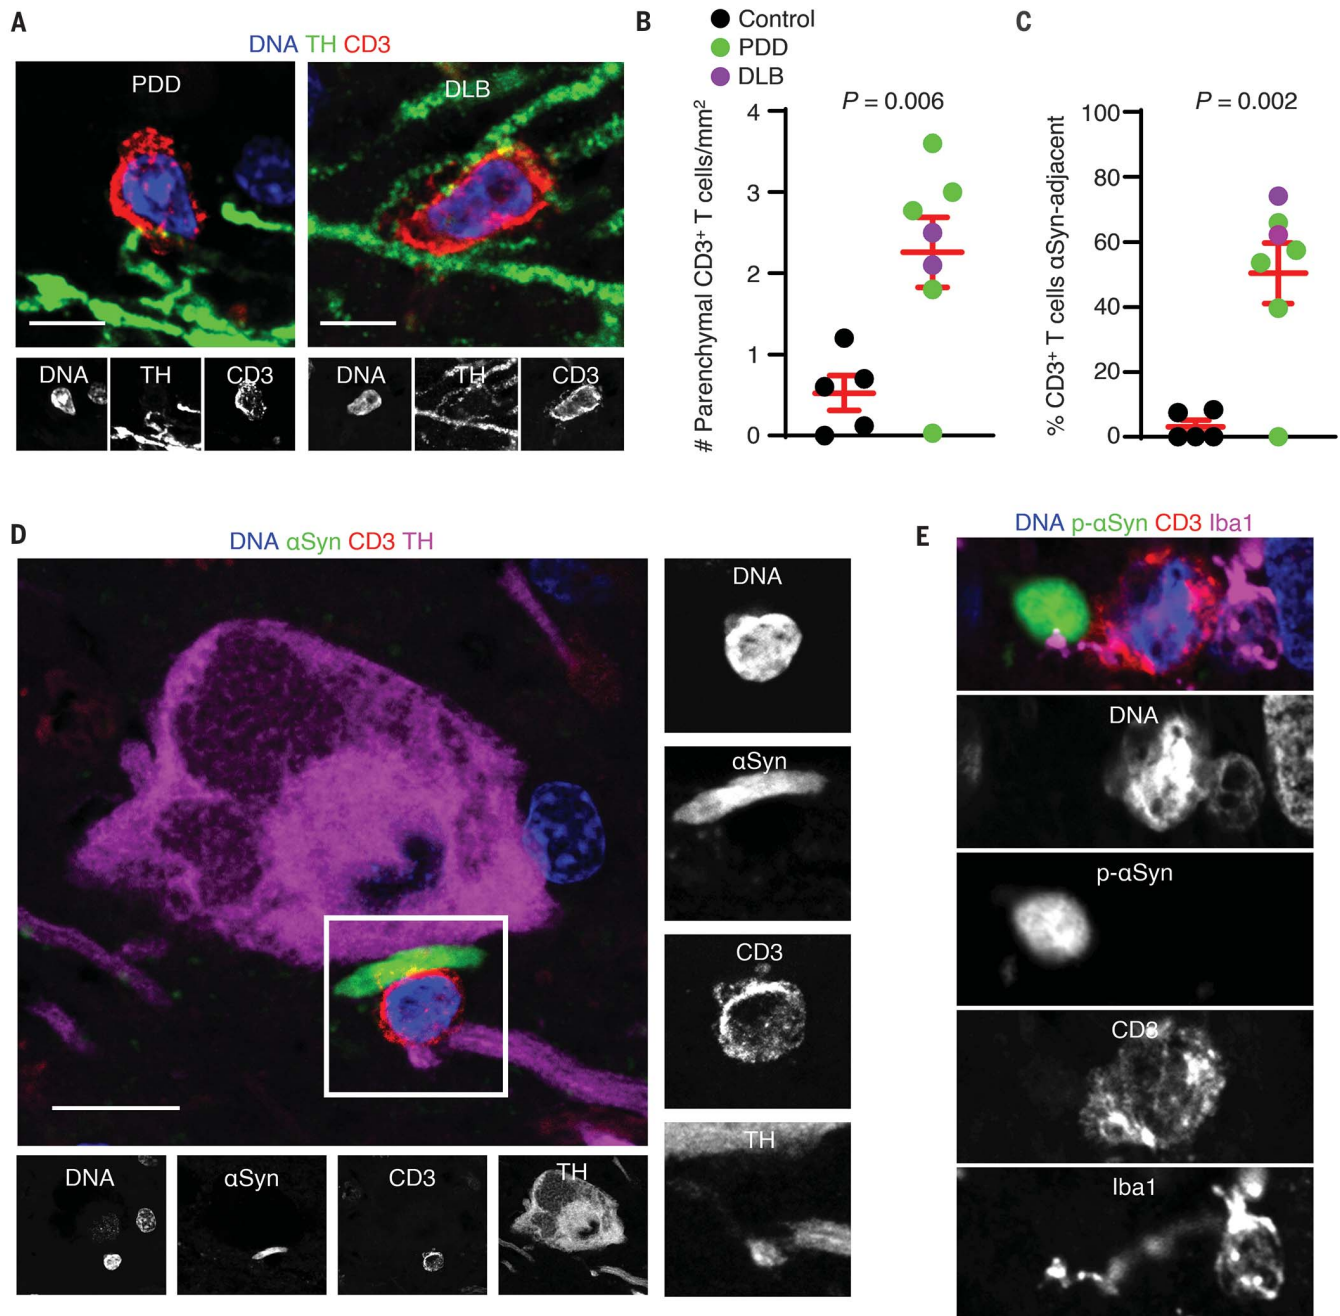 A
DNA TH CD3
PDD
DLB
DNA
TH
CD3
DNA
TH
CD3
B
Control
PDD
DLB
P = 0.006
# Parenchymal CD3⁺ T cells/mm²
4
3
2
1
0
C
P = 0.002
% CD3⁺ T cells αSyn-adjacent
100
80
60
40
20
0
D
DNA αSyn CD3 TH
DNA
αSyn
CD3
TH
DNA
αSyn
CD3
TH
E
DNA p-αSyn CD3 Iba1
DNA
p-αSyn
CD3
Iba1